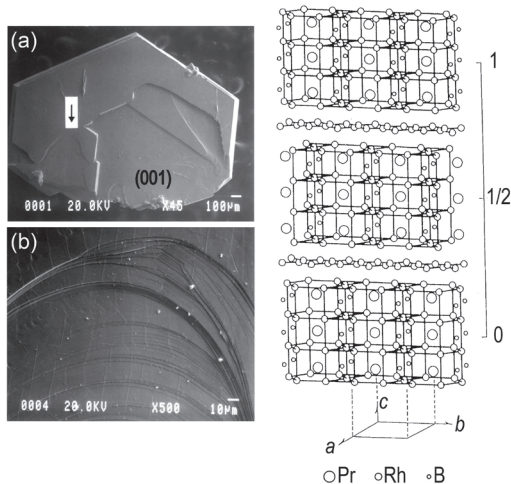 (a)
(001)
0001 20.0KV X45 100μm
(b)
0004 20.0KV X500 10μm
1
1/2
0
c
b
a
Pr Rh B